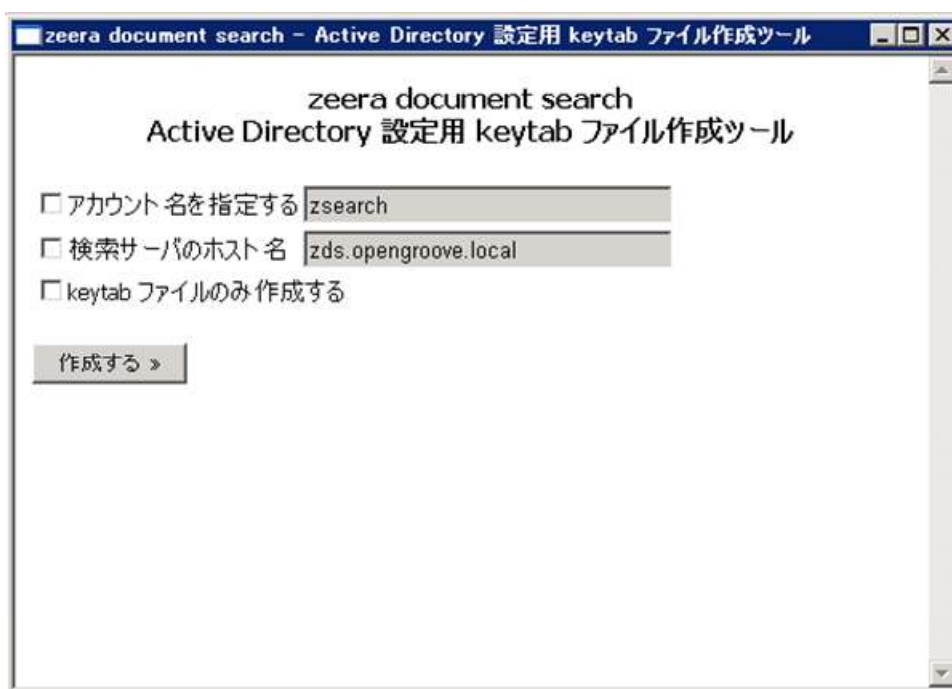 zeera document search - Active Directory 設定用 keytab ファイル作成ツール
zeera document search
Active Directory 設定用 keytab ファイル作成ツール
アカウント名を指定する zsearch
検索サーバのホスト名 zds.opengroove.local
keytab ファイルのみ作成する
作成する »